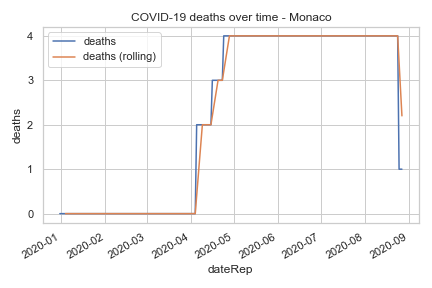 COVID-19 deaths over time - Monaco
deaths
deaths (rolling)
4
3
2
1
0
deaths
2020-01
2020-02
2020-03
2020-04
2020-05
2020-06
2020-07
2020-08
2020-09
dateRep